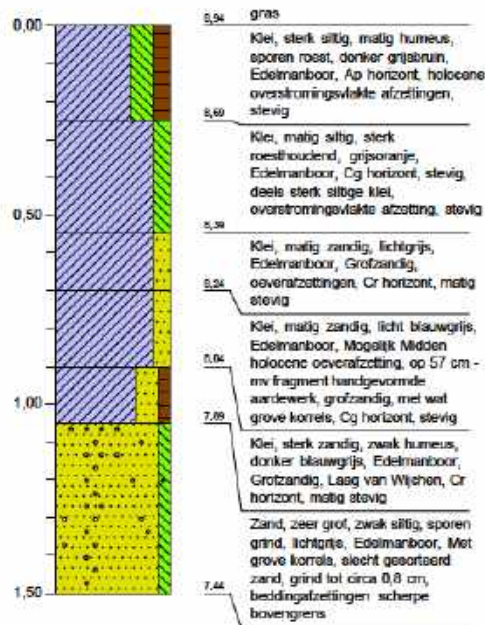 gras
0,00
8,94
Klei, sterk siltig, matig humeus,
sporen roest, donker grijsbruin,
Edelmanboor, Ap horizont, holocene
overstromingsvlakte afzettingen,
stevig
8,69
Klei, matig siltig, sterk
roesthoudend, grijsoranje,
Edelmanboor, Cg horizont, stevig,
deels sterk siltige klei,
overstromingsvlakte afzetting, stevig
0,50
8,39
Klei, matig zandig, lichtgrijs,
Edelmanboor, Grofzandig,
oeverafzettingen, Cr horizont, matig
stevig
8,24
Klei, matig zandig, licht blauwgrijs,
Edelmanboor, Mogelijk Midden
holocene oeverafzetting, op 57 cm -
mv fragment handgevormde
aardewerk, grofzandig, met wat
grove korrels, Cg horizont, stevig
8,04
1,00
7,89
Klei, sterk zandig, zwak humeus,
donker blauwgrijs, Edelmanboor,
Grofzandig, Laag van Wijchen, Cr
horizont, matig stevig
Zand, zeer grof, zwak siltig, sporen
grind, lichtgrijs, Edelmanboor, Met
grove korrels, slecht gesorteerd
zand, grind tot circa 0,8 cm,
beddingafzettingen scherpe
bovengrens
1,50
7,44